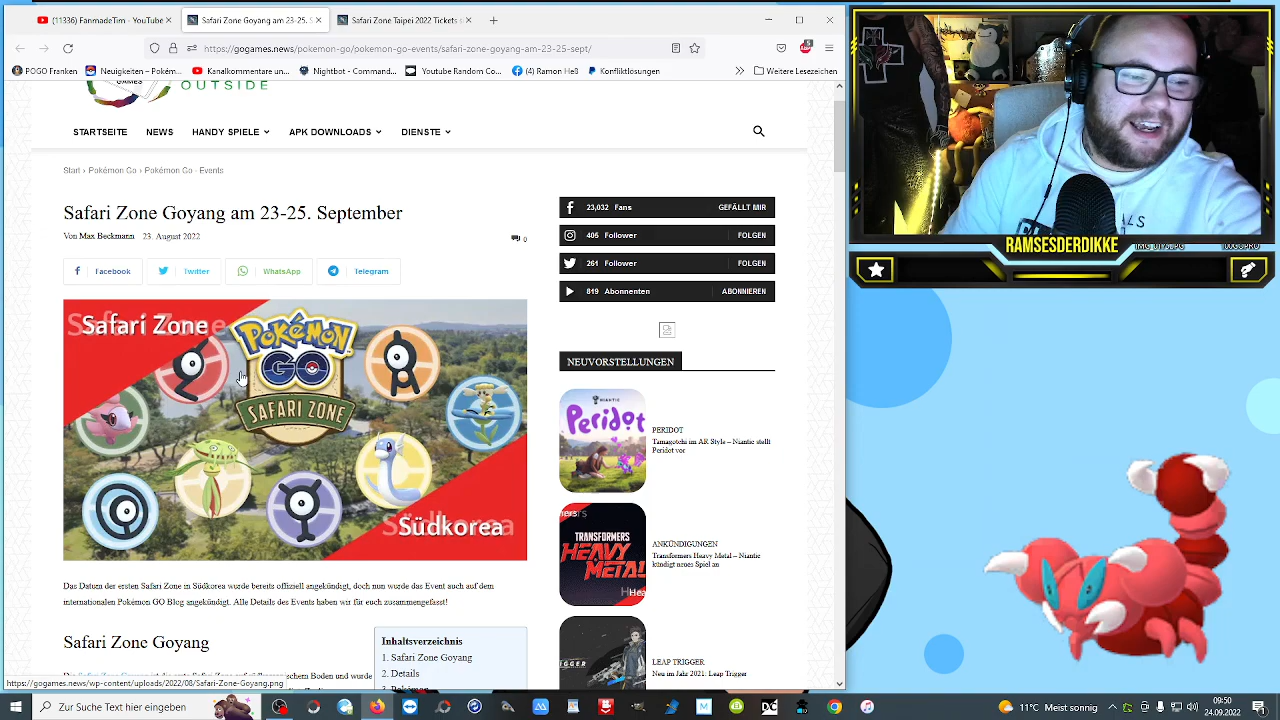 (11336) Ramses Derdikke - You
Safari Zone Goyang am 23-25. S
Safari Zone Taipei 2022 Tickets &
https://gogames.news/pokemon-go/pokemon-go-events/safari-zone-goyang-am-23-25-sept/
POGO Franken
Neuigkeiten - Pokém...
Kanalkommentare un...
Nightbot - Command...
Youtubestream Com...
(4) Ramon Heß
Konfliktlösungen
Weitere Lesezeichen
OUTSIDE
STARTSEITE
NEWS
HANDY SPIELE
APK DOWNLOADS
DIENSTE
Start › Pokémon Go › Pokémon Go - Events
Safari Zone Goyang am 23-25. September
Von Max Beckmann - 23. August 2022
0
Facebook
Twitter
WhatsApp
Telegram
Safari Zone
POKÉMON
GO
SAFARI ZONE
Südkorea
23,032 Fans
GEFÄLLT MIR
405 Follower
FOLGEN
261 Follower
FOLGEN
819 Abonnenten
ABONNIEREN
NEUVORSTELLUNGEN
NIANTIC
Peridot
PERIDOT
Tamagotchi im AR Style – Niantic stellt
Peridot vor
TRANSFORMERS
HEAVY
METAL
ANKÜNDIGUNGEN
Transformers Heavy Metal – Niantic
kündigt neues Spiel an
LEAP TRIGGER
Neu im Jahr 2021: Leap Trigger
Das Datum der ersten Safari Zone in Südkorea wurde bereits offiziell angekündigt, doch nun wurde das Event auch auf dem
internationalen Pokémon GO Blog angekündigt. Alle Details des Events haben wir für euch zusammengefasst!
Safari Zone Goyang
Inhaltsverzeichnis
1. Safari Zone Goyang
2. Details
3. Pokémon
https://gogames.news/wp-content/uploads/2022/08/Safari-Zone-Goyang.png
RAMSESDERDIKKE
Zur Suche Text hier eingeben
11°C Meist wolkig
09:50
24.09.2022